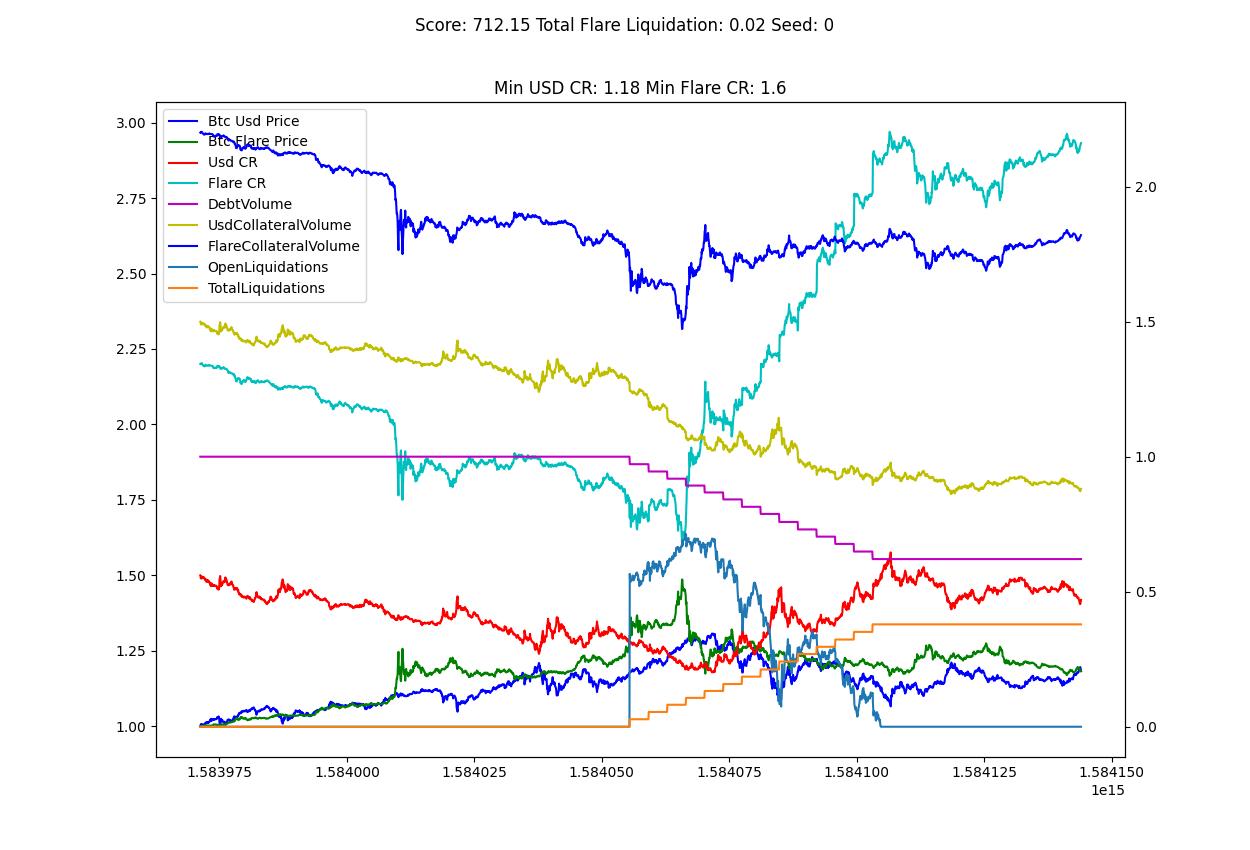 Score: 712.15 Total Flare Liquidation: 0.02 Seed: 0
Min USD CR: 1.18 Min Flare CR: 1.6
Btc Usd Price
Btc Flare Price
Usd CR
Flare CR
DebtVolume
UsdCollateralVolume
FlareCollateralVolume
OpenLiquidations
TotalLiquidations
3.00
2.75
2.50
2.25
2.00
1.75
1.50
1.25
1.00
2.0
1.5
1.0
0.5
0.0
1.583975 1.584000 1.584025 1.584050 1.584075 1.584100 1.584125 1.584150
1e15